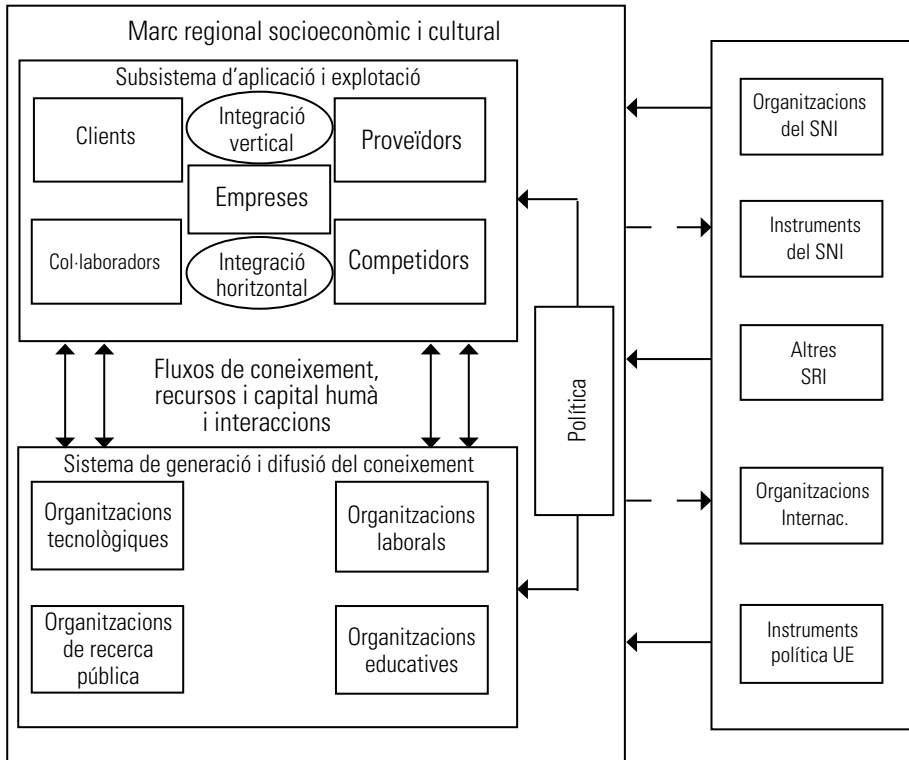 Marc regional socioeconòmic i cultural
Subsistema d'aplicació i explotació
Clients
Integració
vertical
Proveïdors
Empreses
Col·laboradors
Integració
horitzontal
Competidors
Fluxos de coneixement,
recursos i capital humà
i interaccions
Sistema de generació i difusió del coneixement
Organitzacions
tecnològiques
Organitzacions
laborals
Organitzacions
de recerca
pública
Organitzacions
educatives
Política
Organitzacions
del SNI
Instruments
del SNI
Altres
SRI
Organitzacions
Internac.
Instruments
política UE